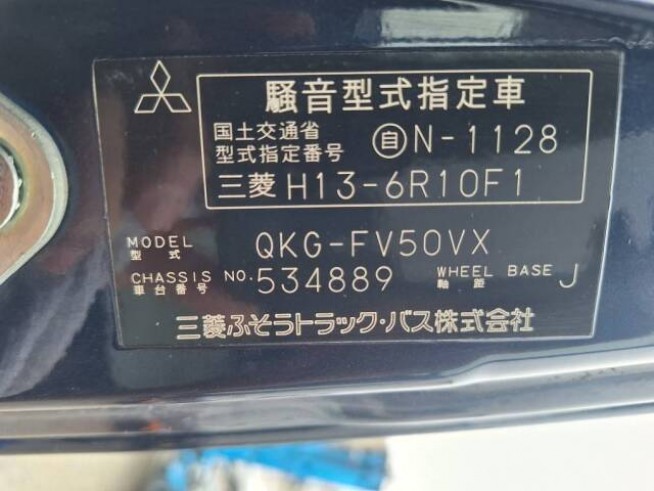 騒音型式指定車
国土交通省
型式指定番号 自N-1128
三菱 H13-6R10F1
MODEL QKG-FV50VX
型式
CHASSIS NO. 534889 WHEEL BASE J
車台番号 軸距
三菱ふそうトラック・バス株式会社